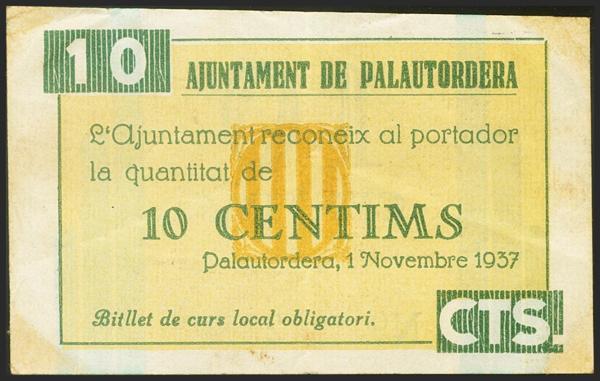 10
AJUNTAMENT DE PALAUTORDERA
L'Ajuntament reconeix al portador
la quantitat de
10 CENTIMS
Palautordera, 1 Novembre 1937
Bitllet de curs local obligatori.
CTS.